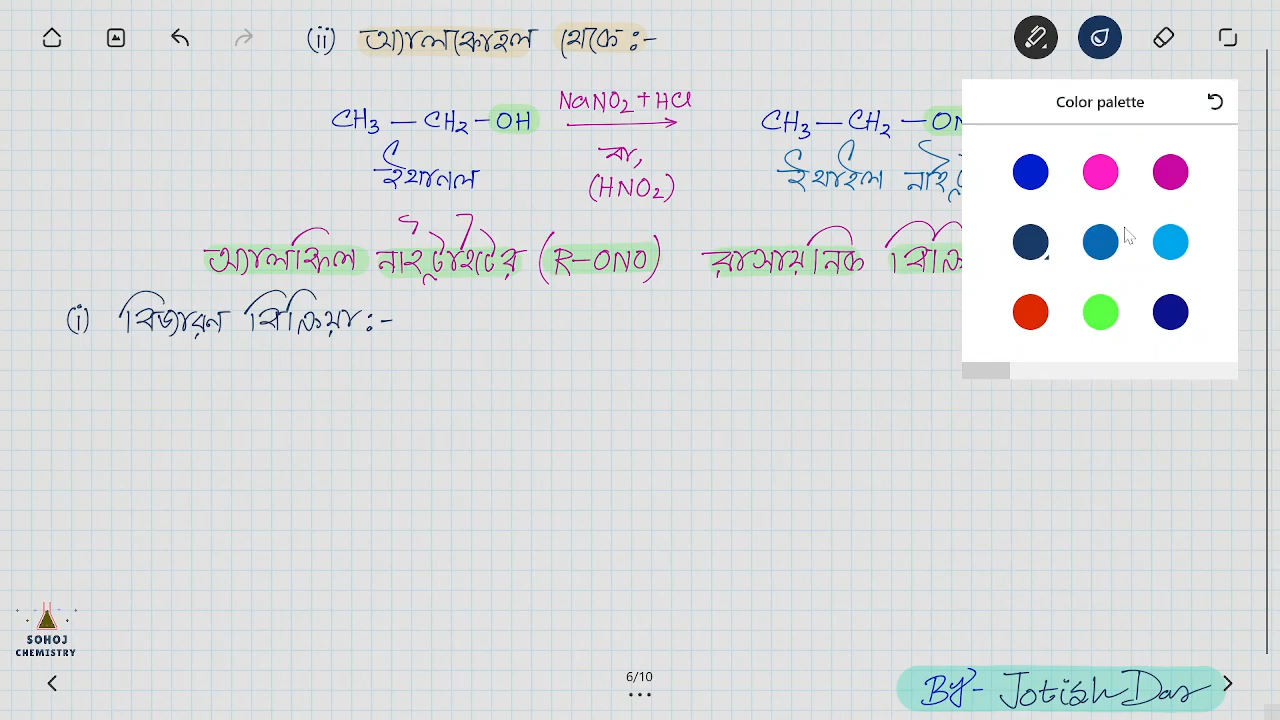 (ii) অ্যালকোহল থেকে:-
Color palette
CH3 — CH2 — OH NaNO2 + HCl CH3 — CH2 — ON
বা,
(HNO2)
ইথানল ইথাইল
অ্যালকিল নাইট্রাইটের (R-ONO) রাসায়নিক
(i) বিজারন বিক্রিয়া:-
SOHOJ
CHEMISTRY
6/10
BY- Jotish Das